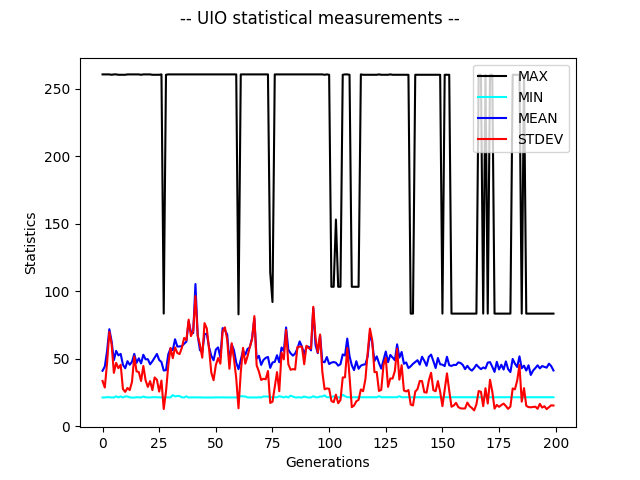 -- UIO statistical measurements --
MAX
MIN
MEAN
STDEV
Statistics
250
200
150
100
50
0
0 25 50 75 100 125 150 175 200
Generations